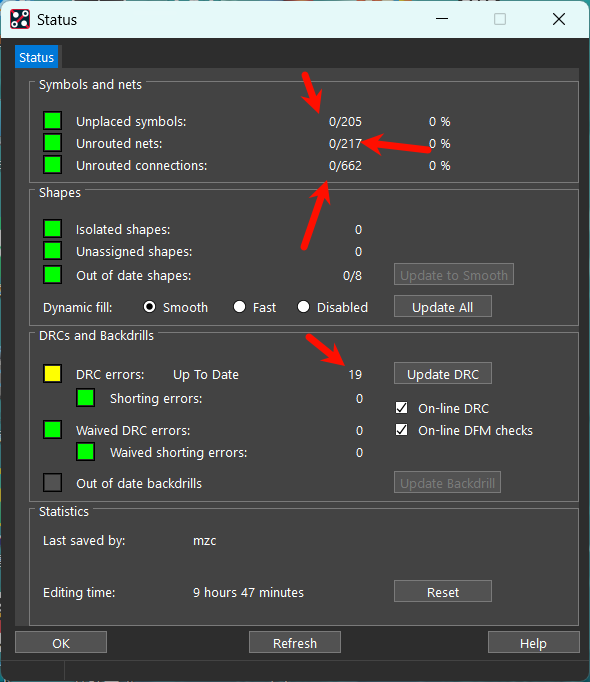 Status
Status
Symbols and nets
Unplaced symbols: 0/205 0 %
Unrouted nets: 0/217 0 %
Unrouted connections: 0/662 0 %
Shapes
Isolated shapes: 0
Unassigned shapes: 0
Out of date shapes: 0/8 Update to Smooth
Dynamic fill: Smooth Fast Disabled Update All
DRCs and Backdrills
DRC errors: Up To Date 19 Update DRC
Shorting errors: 0
On-line DRC
Waived DRC errors: 0 On-line DFM checks
Waived shorting errors: 0
Out of date backdrills Update Backdrill
Statistics
Last saved by: mzc
Editing time: 9 hours 47 minutes Reset
OK Refresh Help